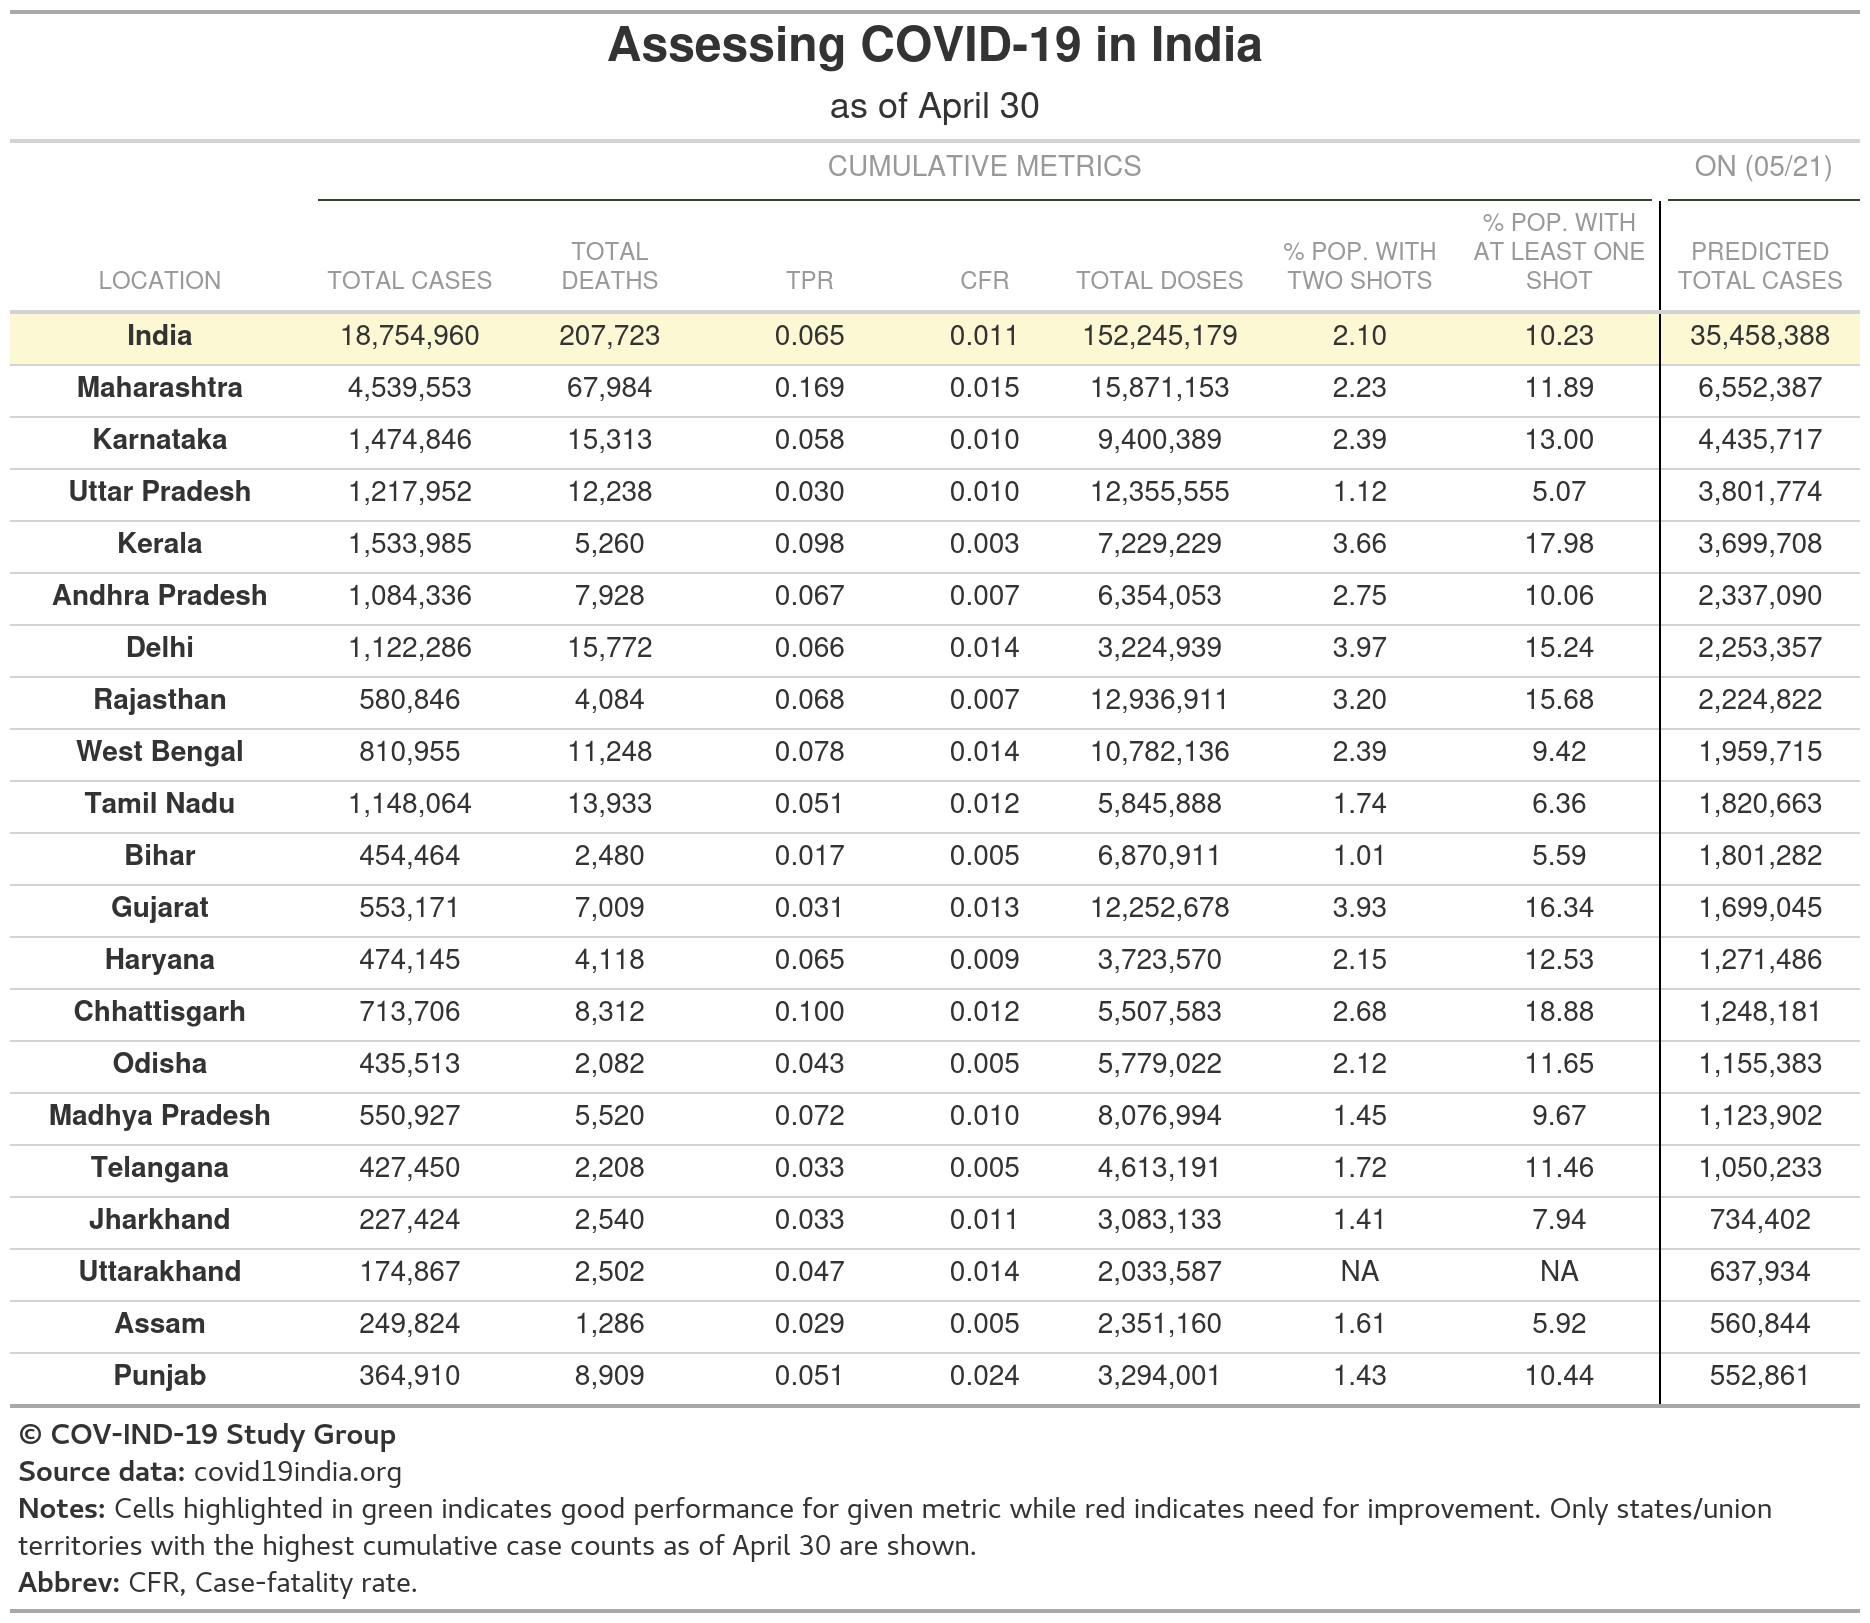 Assessing COVID-19 in India
as of April 30
CUMULATIVE METRICS ON (05/21)
LOCATION TOTAL CASES TOTAL DEATHS TPR CFR TOTAL DOSES % POP. WITH TWO SHOTS % POP. WITH AT LEAST ONE SHOT PREDICTED TOTAL CASES
India 18,754,960 207,723 0.065 0.011 152,245,179 2.10 10.23 35,458,388
Maharashtra 4,539,553 67,984 0.169 0.015 15,871,153 2.23 11.89 6,552,387
Karnataka 1,474,846 15,313 0.058 0.010 9,400,389 2.39 13.00 4,435,717
Uttar Pradesh 1,217,952 12,238 0.030 0.010 12,355,555 1.12 5.07 3,801,774
Kerala 1,533,985 5,260 0.098 0.003 7,229,229 3.66 17.98 3,699,708
Andhra Pradesh 1,084,336 7,928 0.067 0.007 6,354,053 2.75 10.06 2,337,090
Delhi 1,122,286 15,772 0.066 0.014 3,224,939 3.97 15.24 2,253,357
Rajasthan 580,846 4,084 0.068 0.007 12,936,911 3.20 15.68 2,224,822
West Bengal 810,955 11,248 0.078 0.014 10,782,136 2.39 9.42 1,959,715
Tamil Nadu 1,148,064 13,933 0.051 0.012 5,845,888 1.74 6.36 1,820,663
Bihar 454,464 2,480 0.017 0.005 6,870,911 1.01 5.59 1,801,282
Gujarat 553,171 7,009 0.031 0.013 12,252,678 3.93 16.34 1,699,045
Haryana 474,145 4,118 0.065 0.009 3,723,570 2.15 12.53 1,271,486
Chhattisgarh 713,706 8,312 0.100 0.012 5,507,583 2.68 18.88 1,248,181
Odisha 435,513 2,082 0.043 0.005 5,779,022 2.12 11.65 1,155,383
Madhya Pradesh 550,927 5,520 0.072 0.010 8,076,994 1.45 9.67 1,123,902
Telangana 427,450 2,208 0.033 0.005 4,613,191 1.72 11.46 1,050,233
Jharkhand 227,424 2,540 0.033 0.011 3,083,133 1.41 7.94 734,402
Uttarakhand 174,867 2,502 0.047 0.014 2,033,587 NA NA 637,934
Assam 249,824 1,286 0.029 0.005 2,351,160 1.61 5.92 560,844
Punjab 364,910 8,909 0.051 0.024 3,294,001 1.43 10.44 552,861
© COV-IND-19 Study Group
Source data: covid19india.org
Notes: Cells highlighted in green indicates good performance for given metric while red indicates need for improvement. Only states/union
territories with the highest cumulative case counts as of April 30 are shown.
Abbrev: CFR, Case-fatality rate.